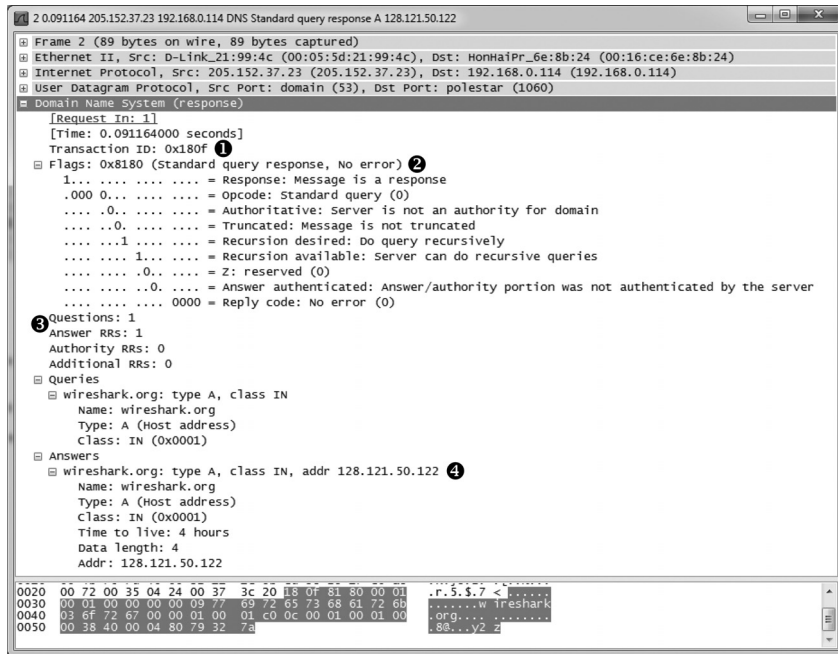 2 0.091164 205.152.37.23 192.168.0.114 DNS Standard query response A 128.121.50.122
Frame 2 (89 bytes on wire, 89 bytes captured)
Ethernet II, Src: D-Link_21:99:4c (00:05:5d:21:99:4c), Dst: HonHaiPr_6e:8b:24 (00:16:ce:6e:8b:24)
Internet Protocol, Src: 205.152.37.23 (205.152.37.23), Dst: 192.168.0.114 (192.168.0.114)
User Datagram Protocol, Src Port: domain (53), Dst Port: polestar (1060)
Domain Name System (response)
[Request In: 1]
[Time: 0.091164000 seconds]
Transaction ID: 0x180f 1
Flags: 0x8180 (Standard query response, No error) 2
1... .... .... .... = Response: Message is a response
.000 0... .... .... = Opcode: Standard query (0)
.... .0.. .... .... = Authoritative: Server is not an authority for domain
.... ..0. .... .... = Truncated: Message is not truncated
.... ...1 .... .... = Recursion desired: Do query recursively
.... .... 1... .... = Recursion available: Server can do recursive queries
.... .... .0.. .... = Z: reserved (0)
.... .... ..0. .... = Answer authenticated: Answer/authority portion was not authenticated by the server
.... .... .... 0000 = Reply code: No error (0)
3 Questions: 1
Answer RRs: 1
Authority RRs: 0
Additional RRs: 0
Queries
wireshark.org: type A, class IN
Name: wireshark.org
Type: A (Host address)
Class: IN (0x0001)
Answers
wireshark.org: type A, class IN, addr 128.121.50.122 4
Name: wireshark.org
Type: A (Host address)
Class: IN (0x0001)
Time to live: 4 hours
Data length: 4
Addr: 128.121.50.122
0020 00 72 00 35 04 24 00 37 3c 20 18 0f 81 80 00 01 .r.5.$.7 < ......
0030 00 01 00 00 00 00 09 77 69 72 65 73 68 61 72 6b .......w ireshark
0040 03 6f 72 67 00 00 01 00 01 c0 0c 00 01 00 01 00 .org.... ........
0050 00 38 40 00 04 80 79 32 7a .8@...y2 z